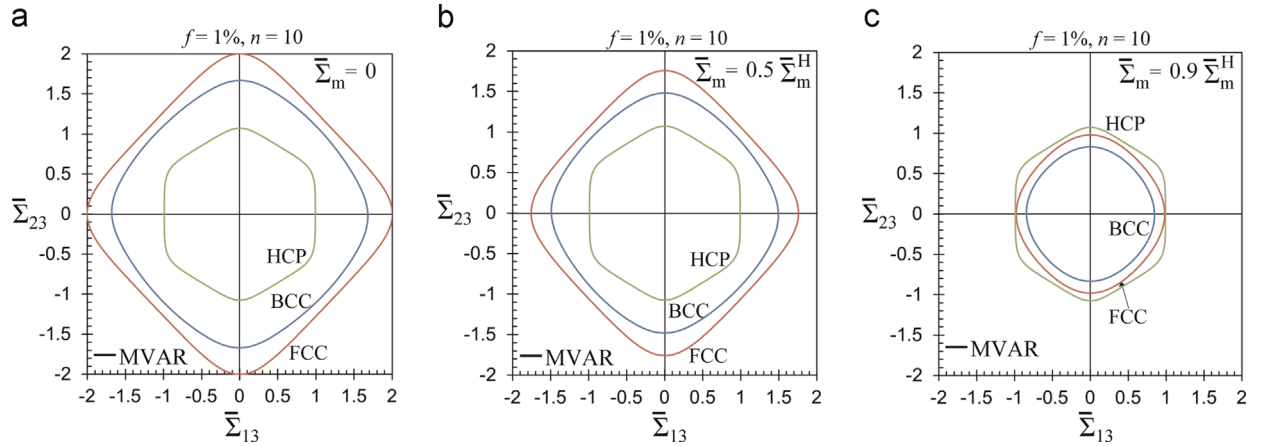 a
f = 1%, n = 10
Σ̄m = 0
2
1.5
1
0.5
0
-0.5
-1
-1.5
-2
Σ̄23
HCP
BCC
FCC
MVAR
-2 -1.5 -1 -0.5 0 0.5 1 1.5 2
Σ̄13
b
f = 1%, n = 10
Σ̄m = 0.5 Σ̄mH
2
1.5
1
0.5
0
-0.5
-1
-1.5
-2
Σ̄23
HCP
BCC
FCC
MVAR
-2 -1.5 -1 -0.5 0 0.5 1 1.5 2
Σ̄13
c
f = 1%, n = 10
Σ̄m = 0.9 Σ̄mH
2
1.5
1
0.5
0
-0.5
-1
-1.5
-2
Σ̄23
HCP
BCC
FCC
MVAR
-2 -1.5 -1 -0.5 0 0.5 1 1.5 2
Σ̄13